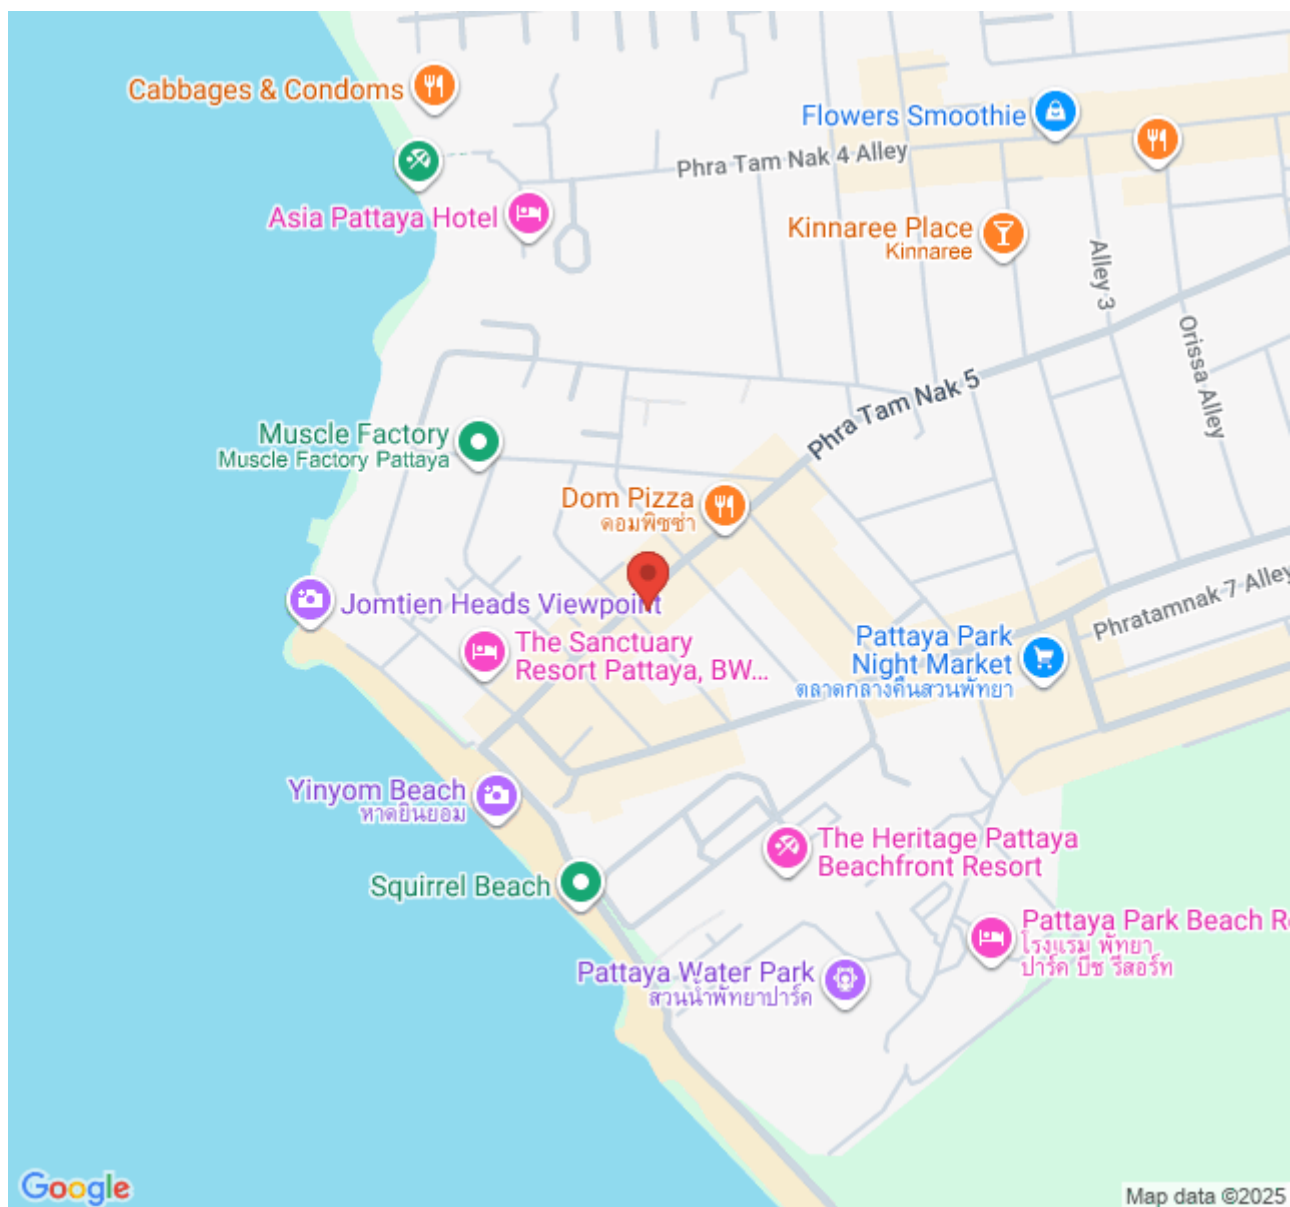 Cabbages & Condoms
Flowers Smoothie
Phra Tam Nak 4 Alley
Asia Pattaya Hotel
Kinnaree Place
Kinnaree
Alley 3
Orissa Alley
Phra Tam Nak 5
Muscle Factory
Muscle Factory Pattaya
Dom Pizza
ดอมพิซซ่า
Jomtien Heads Viewpoint
Phratamnak 7 Alley
The Sanctuary
Resort Pattaya, BW...
Pattaya Park
Night Market
ตลาดกลางคืนสวนพัทยา
Yinyom Beach
หาดยินยอม
The Heritage Pattaya
Beachfront Resort
Squirrel Beach
Pattaya Park Beach R
โรงแรม พัทยา
ปาร์ค บีช รีสอร์ท
Pattaya Water Park
สวนน้ำพัทยาปาร์ค
Google
Map data ©2025